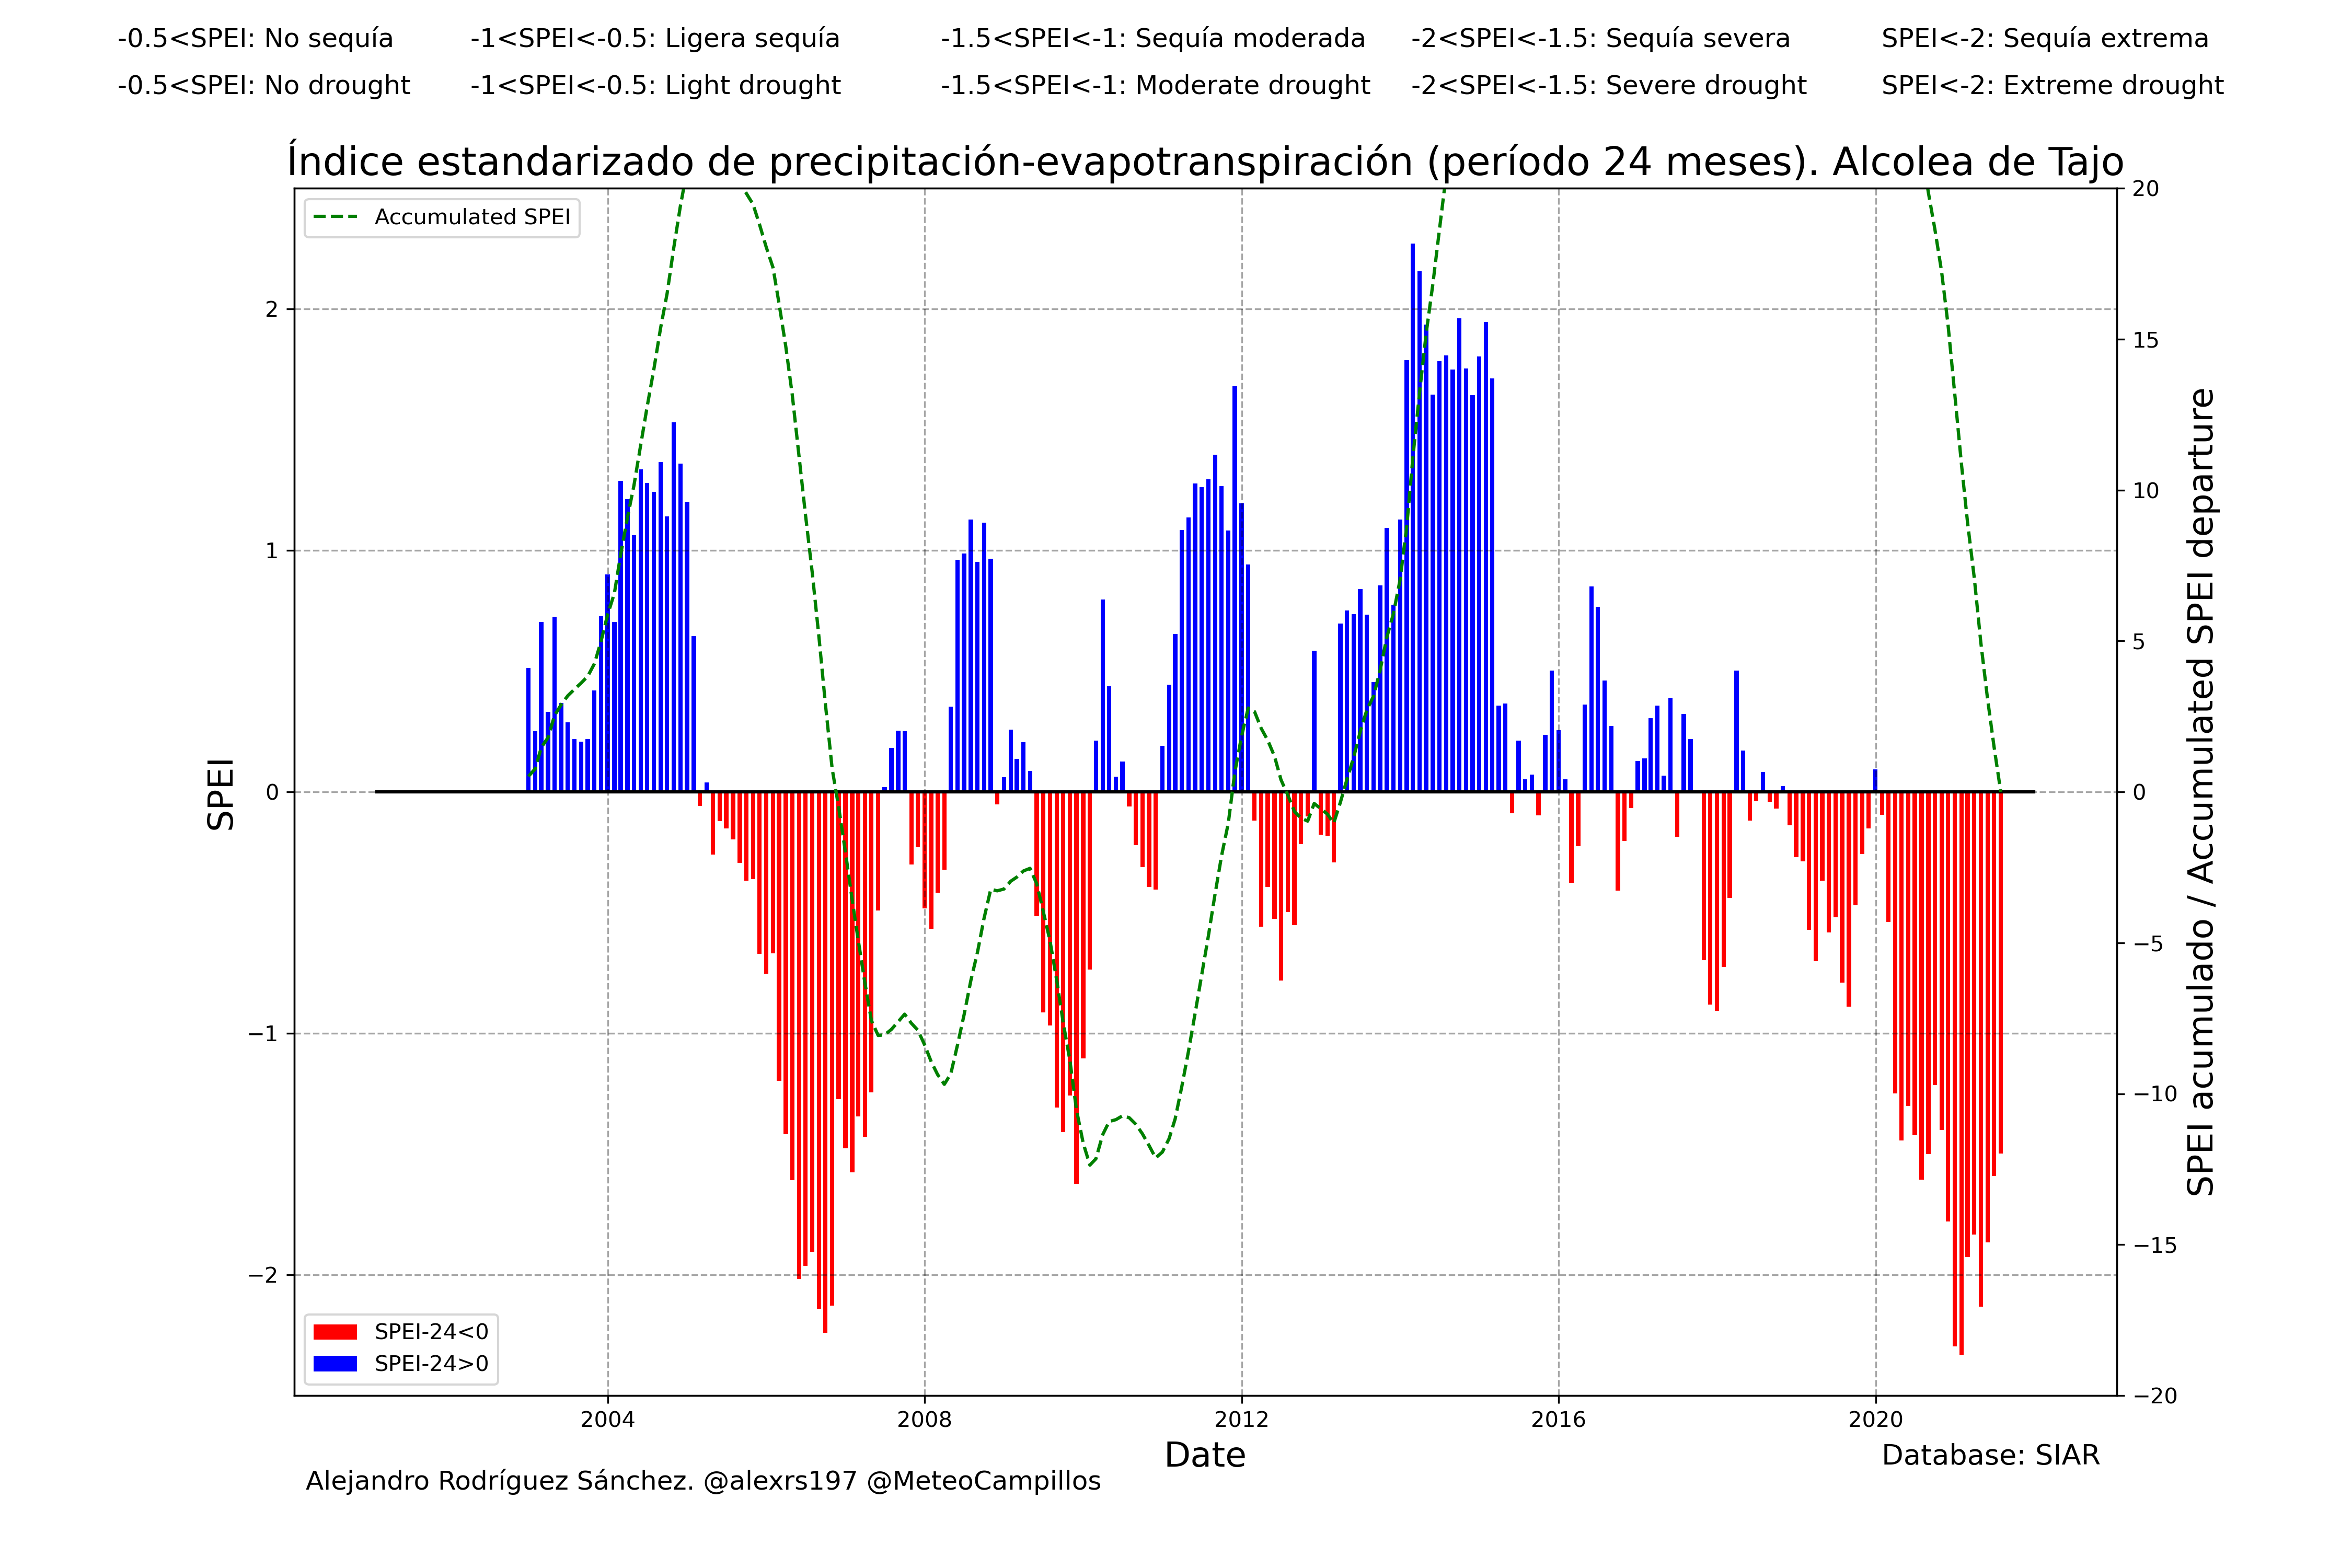 -0.5<SPEI: No sequía -1<SPEI<-0.5: Ligera sequía -1.5<SPEI<-1: Sequía moderada -2<SPEI<-1.5: Sequía severa SPEI<-2: Sequía extrema
-0.5<SPEI: No drought -1<SPEI<-0.5: Light drought -1.5<SPEI<-1: Moderate drought -2<SPEI<-1.5: Severe drought SPEI<-2: Extreme drought
Índice estandarizado de precipitación-evapotranspiración (período 24 meses). Alcolea de Tajo
Accumulated SPEI
SPEI
2
1
0
−1
−2
20
15
10
5
0
−5
−10
−15
−20
SPEI acumulado / Accumulated SPEI departure
SPEI-24<0
SPEI-24>0
2004 2008 2012 2016 2020
Date
Database: SIAR
Alejandro Rodríguez Sánchez. @alexrs197 @MeteoCampillos